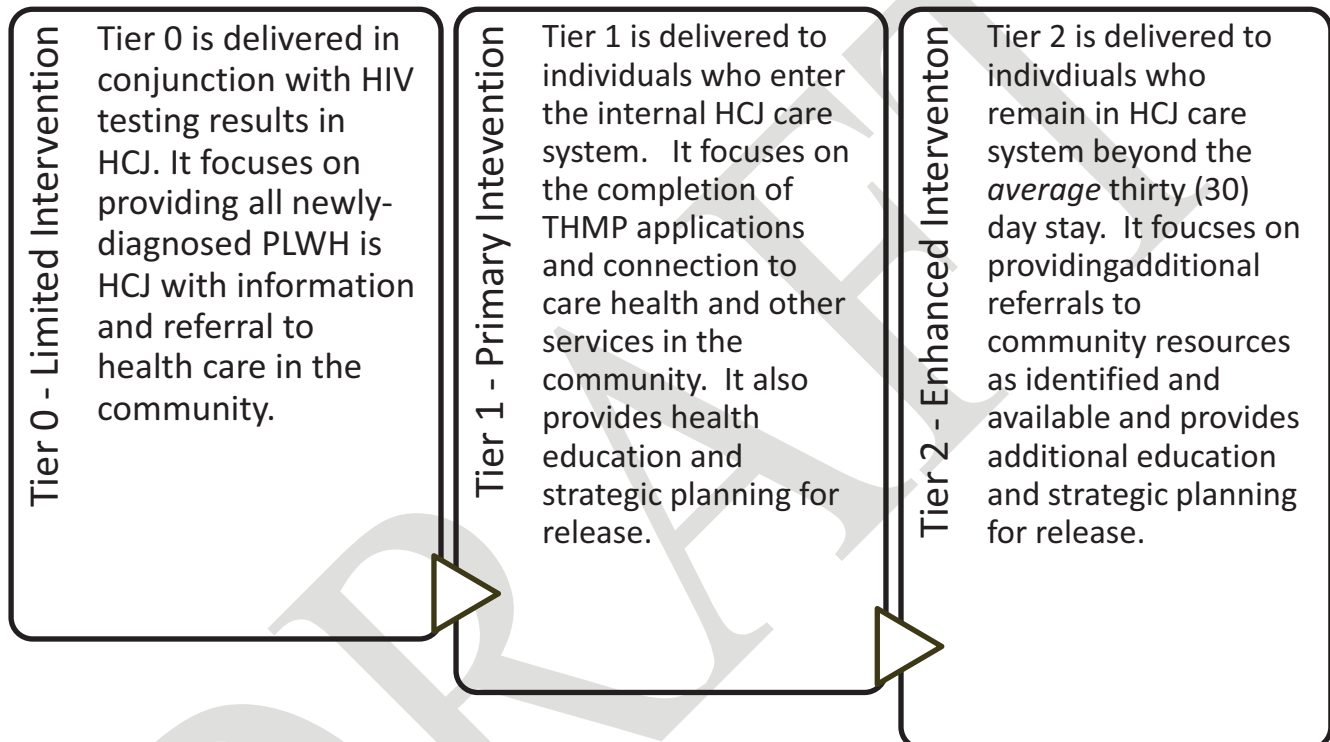 Tier 0 - Limited Intervention
Tier 0 is delivered in
conjunction with HIV
testing results in
HCJ. It focuses on
providing all newly-
diagnosed PLWH is
HCJ with information
and referral to
health care in the
community.
Tier 1 - Primary Intevention
Tier 1 is delivered to
individuals who enter
the internal HCJ care
system.   It focuses on
the completion of
THMP applications
and connection to
care health and other
services in the
community.  It also
provides health
education and
strategic planning for
release.
Tier 2 - Enhanced Interventon
Tier 2 is delivered to
indivdiuals who
remain in HCJ care
system beyond the
average thirty (30)
day stay.  It foucses on
providingadditional
referrals to
community resources
as identified and
available and provides
additional education
and strategic planning
for release.
DRAFT